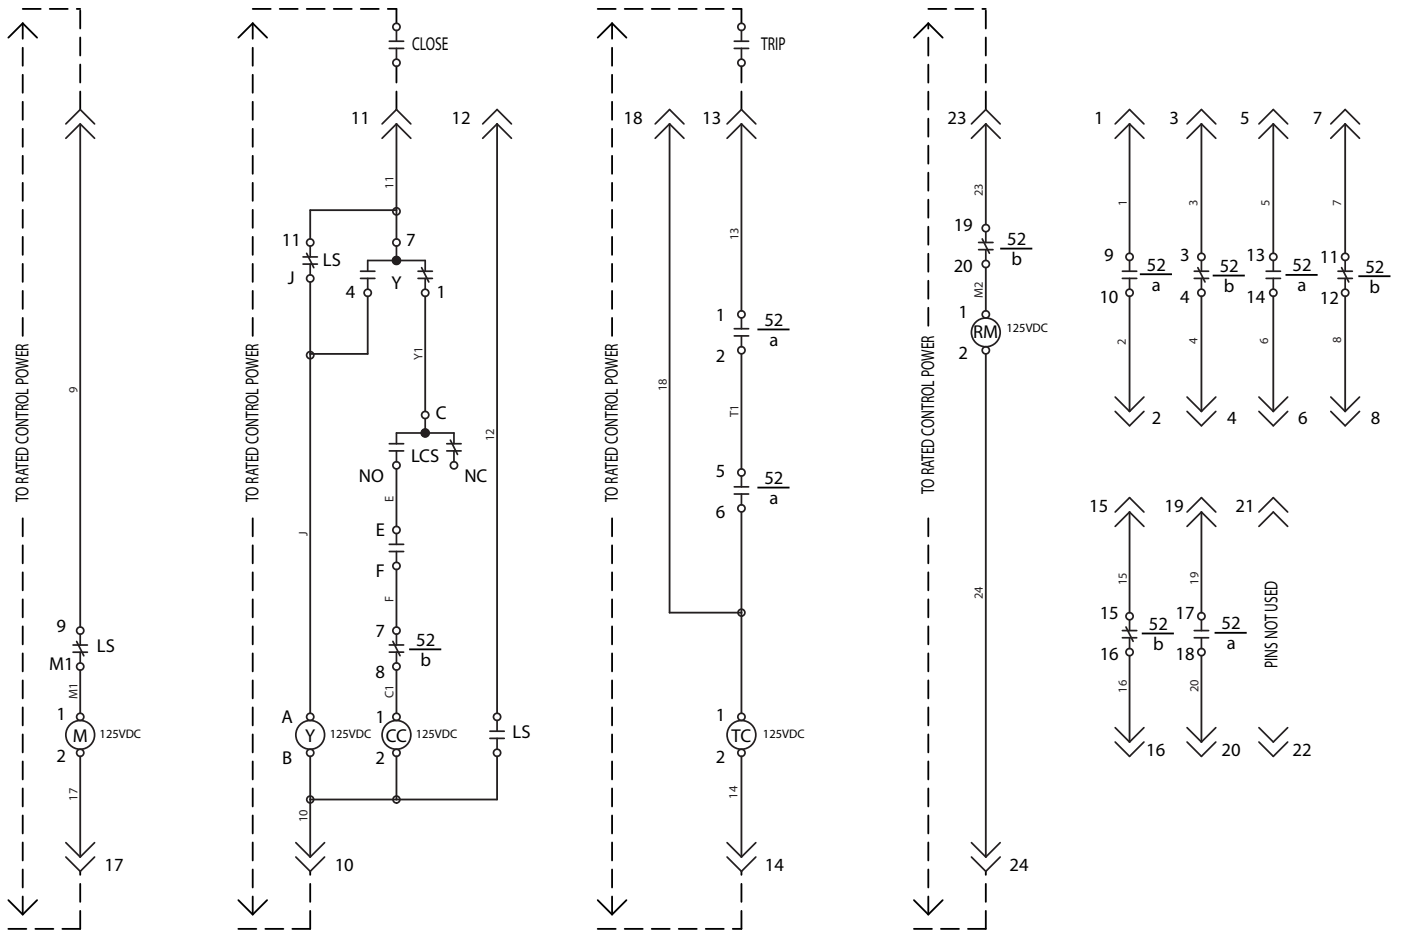 TO RATED CONTROL POWER
9
9
LS
M1
M1
1
M
125VDC
2
17
17
TO RATED CONTROL POWER
CLOSE
11
12
11
11
LS
J
7
Y
4
1
Y1
C
LCS
NO
NC
12
E
E
F
F
J
7
52
b
8
C1
A
Y
125VDC
B
1
CC
125VDC
2
LS
10
10
TO RATED CONTROL POWER
TRIP
18
13
13
18
1
52
a
2
T1
5
52
a
6
1
TC
125VDC
2
14
14
TO RATED CONTROL POWER
23
23
19
52
b
20
M2
1
RM
125VDC
2
24
24
1
1
9
52
a
10
2
2
3
3
3
52
b
4
4
4
5
5
13
52
a
14
6
6
7
7
11
52
b
12
8
8
15
15
15
52
b
16
16
16
19
19
17
52
a
18
20
20
21
PINS NOT USED
22